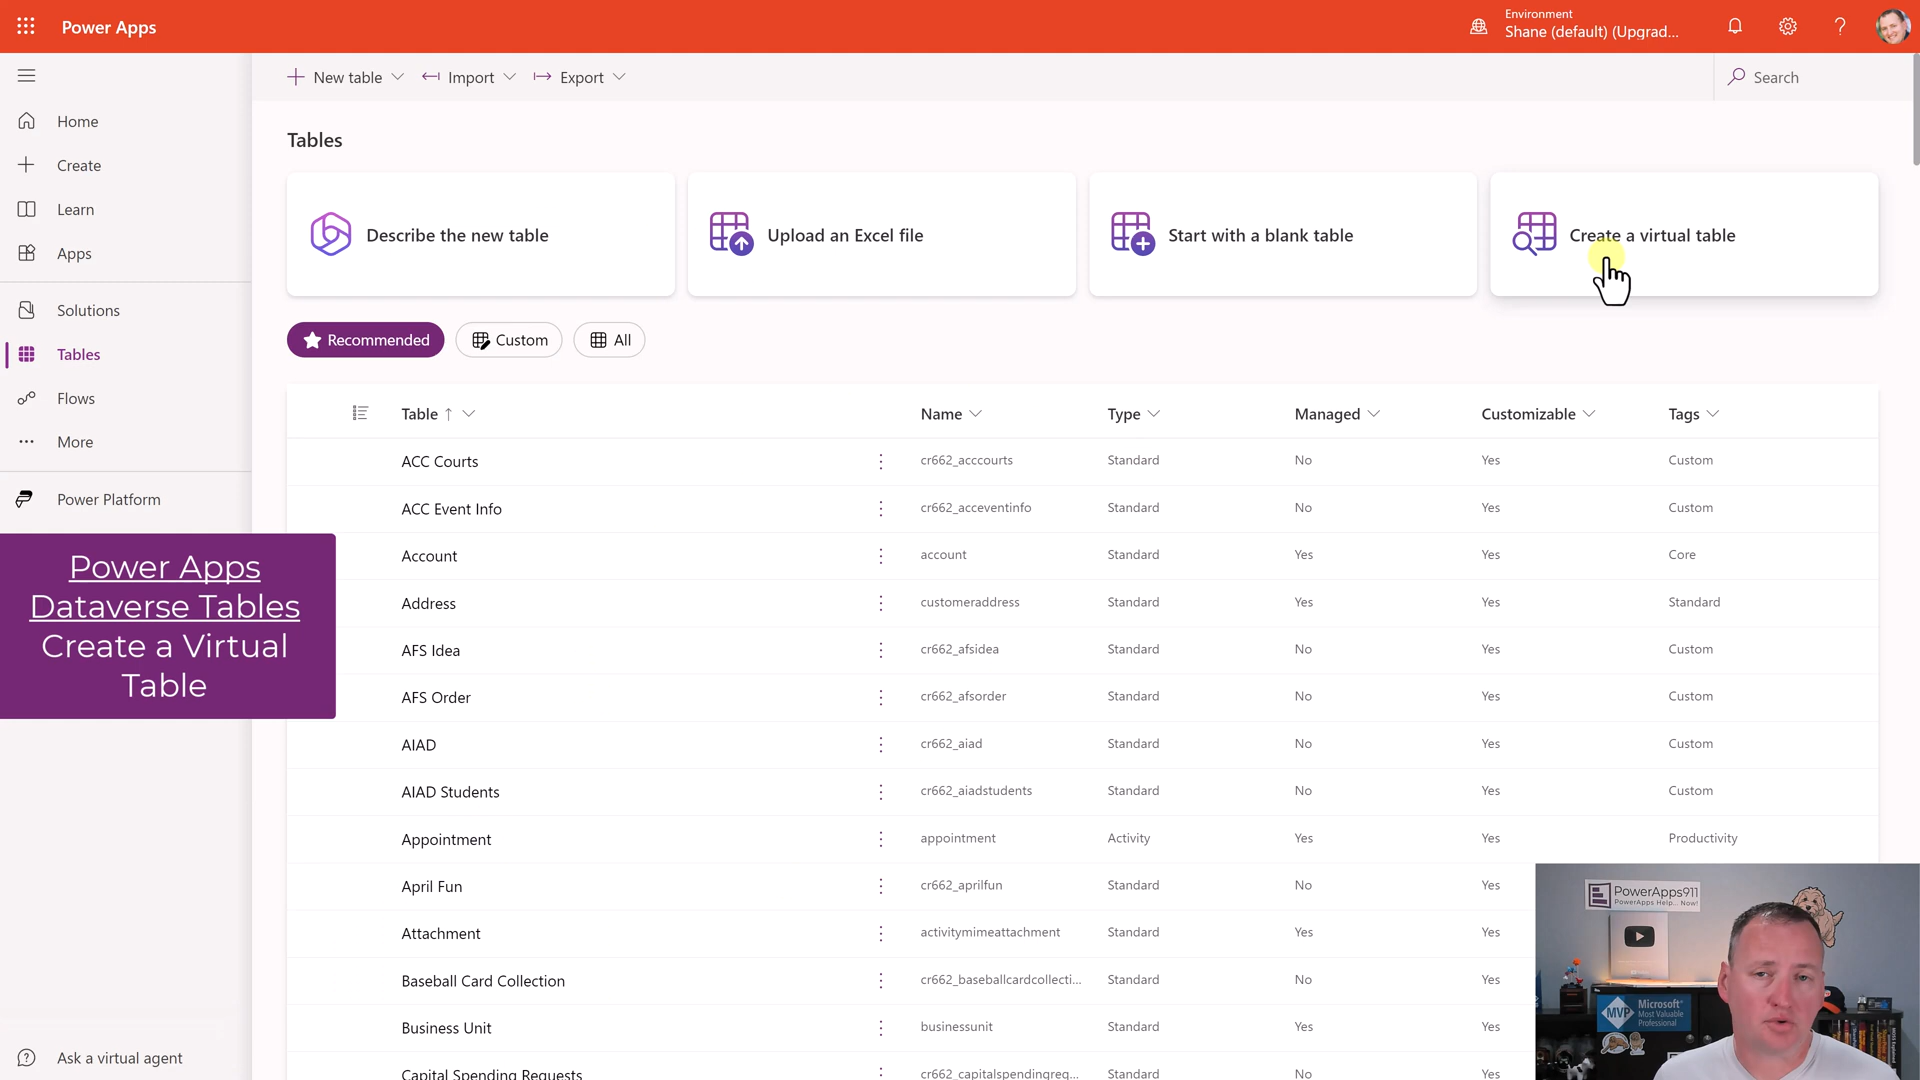 Power Apps
Environment
Shane (default) (Upgrad...
New table
Import
Export
Search
Home
Create
Learn
Apps
Solutions
Tables
Flows
More
Power Platform
Ask a virtual agent
Tables
Describe the new table
Upload an Excel file
Start with a blank table
Create a virtual table
Recommended
Custom
All
Table ↑ Name Type Managed Customizable Tags
ACC Courts cr662_acccourts Standard No Yes Custom
ACC Event Info cr662_acceventinfo Standard No Yes Custom
Account account Standard Yes Yes Core
Address customeraddress Standard Yes Yes Standard
AFS Idea cr662_afsidea Standard No Yes Custom
AFS Order cr662_afsorder Standard No Yes Custom
AIAD cr662_aiad Standard No Yes Custom
AIAD Students cr662_aiadstudents Standard No Yes Custom
Appointment appointment Activity Yes Yes Productivity
April Fun cr662_aprilfun Standard No Yes
Attachment activitymimeattachment Standard Yes Yes
Baseball Card Collection cr662_baseballcardcollecti... Standard No Yes
Business Unit businessunit Standard Yes Yes
Capital Spending Requests cr662_capitalspendingreq... Standard No Yes
Power Apps
Dataverse Tables
Create a Virtual
Table
PowerApps911
PowerApps Help... Now!
MVP
Microsoft®
Most Valuable
Professional